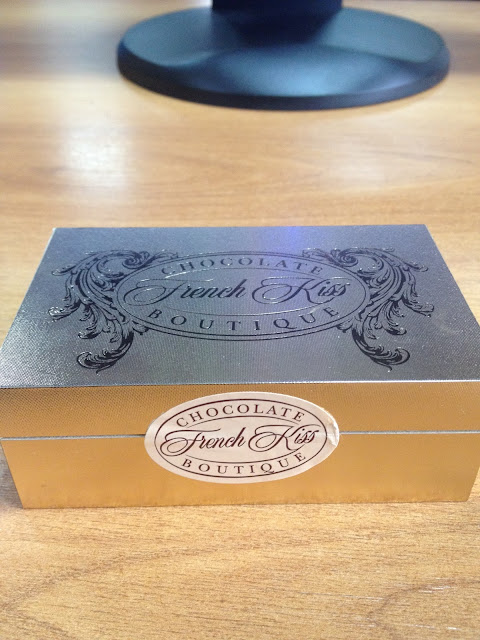 CHOCOLATE
French Kiss
BOUTIQUE
CHOCOLATE
French Kiss
BOUTIQUE